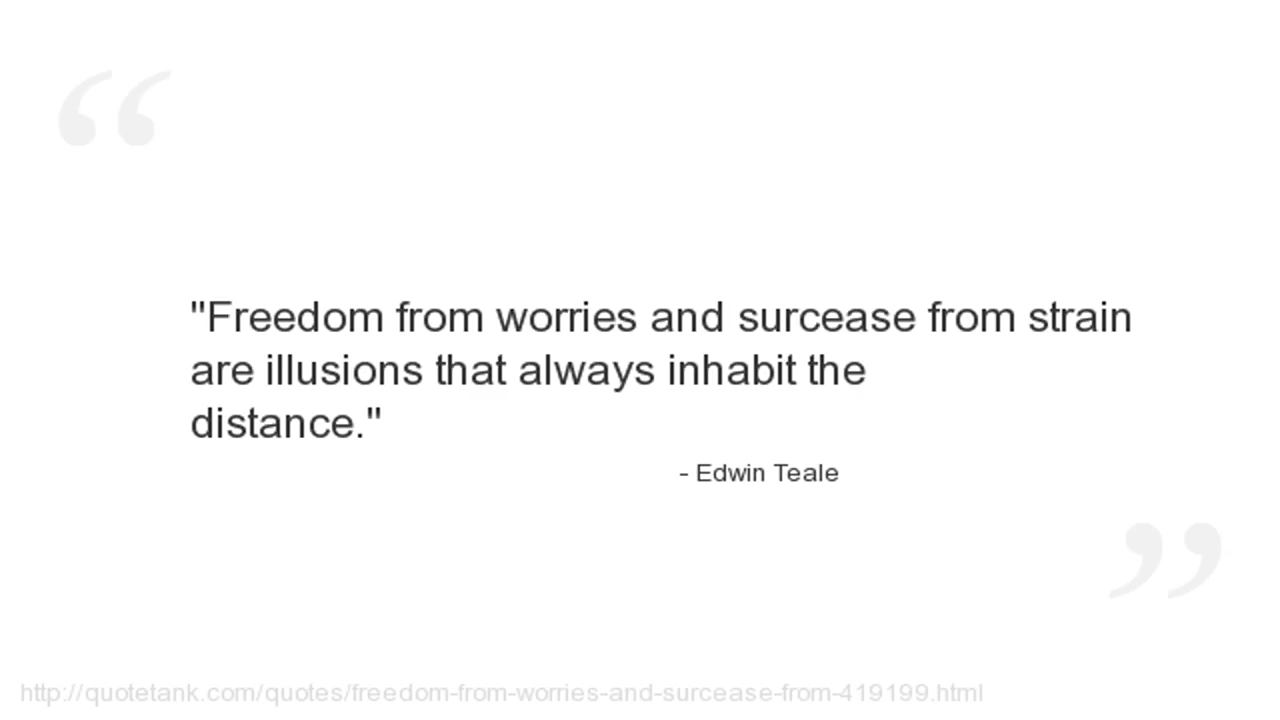 "Freedom from worries and surcease from strain
are illusions that always inhabit the
distance."
- Edwin Teale
http://quotetank.com/quotes/freedom-from-worries-and-surcease-from-419199.html